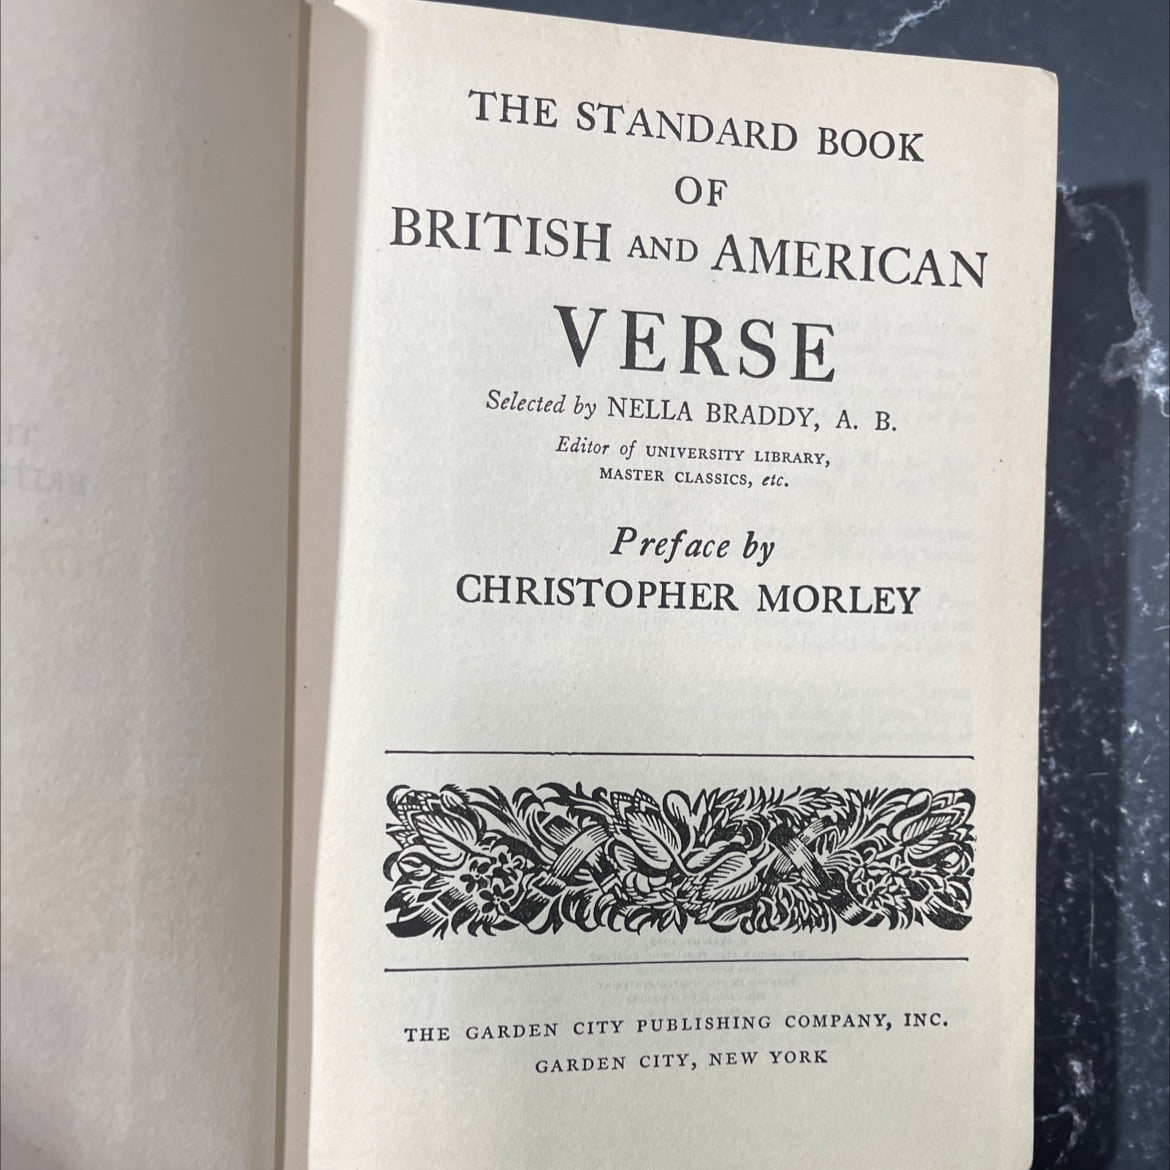 THE STANDARD BOOK
OF
BRITISH AND AMERICAN
VERSE
Selected by NELLA BRADDY, A. B.
Editor of UNIVERSITY LIBRARY,
MASTER CLASSICS, etc.
Preface by
CHRISTOPHER MORLEY
THE GARDEN CITY PUBLISHING COMPANY, INC.
GARDEN CITY, NEW YORK